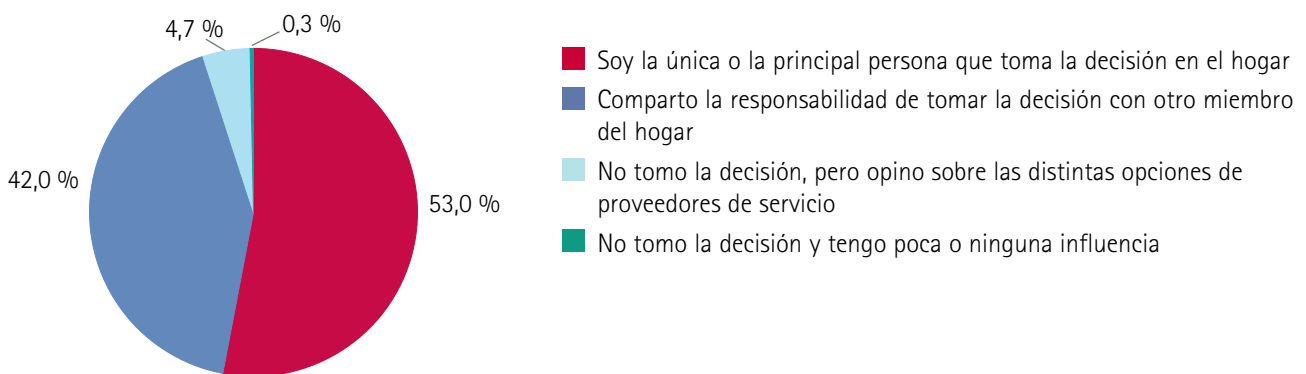 4,7 %
0,3 %
42,0 %
53,0 %
Soy la única o la principal persona que toma la decisión en el hogar
Comparto la responsabilidad de tomar la decisión con otro miembro
del hogar
No tomo la decisión, pero opino sobre las distintas opciones de
proveedores de servicio
No tomo la decisión y tengo poca o ninguna influencia